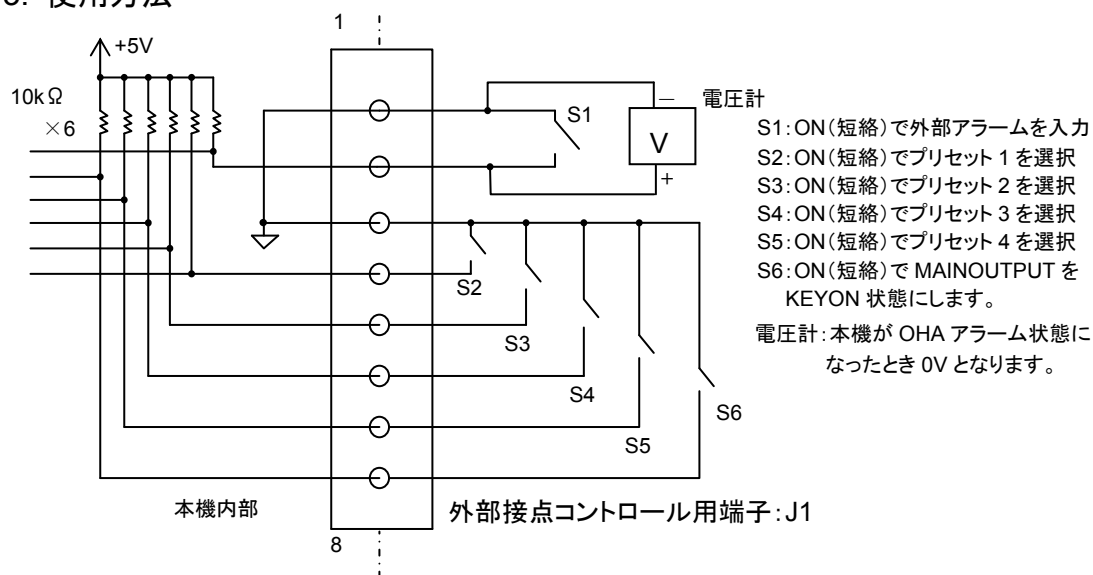 使用方法
1
+5V
10kΩ
×6
S1
－
電圧計
V
+
S1:ON(短絡)で外部アラームを入力
S2:ON(短絡)でプリセット 1 を選択
S3:ON(短絡)でプリセット 2 を選択
S4:ON(短絡)でプリセット 3 を選択
S5:ON(短絡)でプリセット 4 を選択
S6:ON(短絡)で MAINOUTPUT を
KEYON 状態にします。
電圧計:本機が OHA アラーム状態に
なったとき 0V となります。
S2
S3
S4
S5
S6
本機内部
外部接点コントロール用端子:J1
8